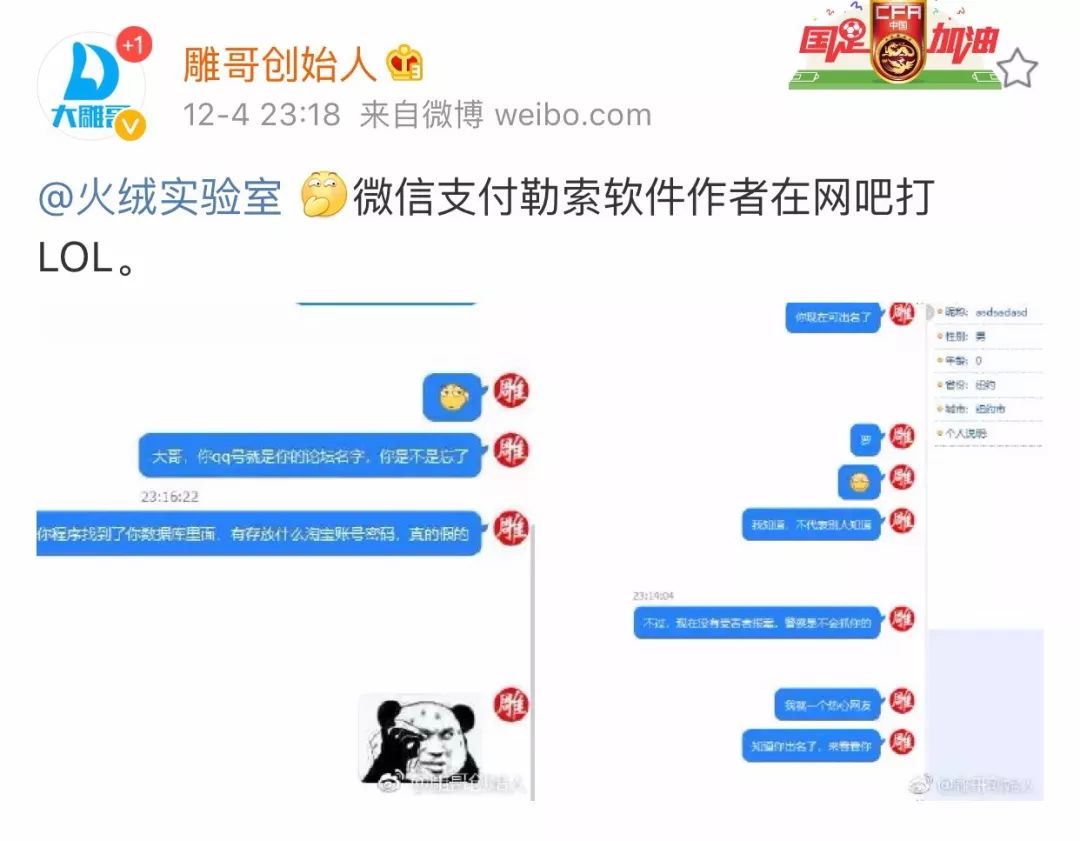 大雕哥
+1
雕哥创始人
12-4 23:18 来自微博 weibo.com
国足
CFA
中国
加油
@火绒实验室 微信支付勒索软件作者在网吧打
LOL。
雕
大哥，你qq号就是你的论坛名字，你是不是忘了
雕
23:16:22
你程序找到了你数据库里面，有存放什么淘宝账号密码，真的假的
雕
雕
@雕哥创始人
你现在可出名了
雕
罗
雕
雕
我知道，不代表别人知道
雕
23:14:04
不过，现在没有受害者报案，警察是不会抓你的
雕
我就一个热心网友
雕
知道你出名了，来看看你
雕
昵称：
性别：男
年龄：0
省份：纽约
城市：纽约市
个人说明
@雕哥创始人